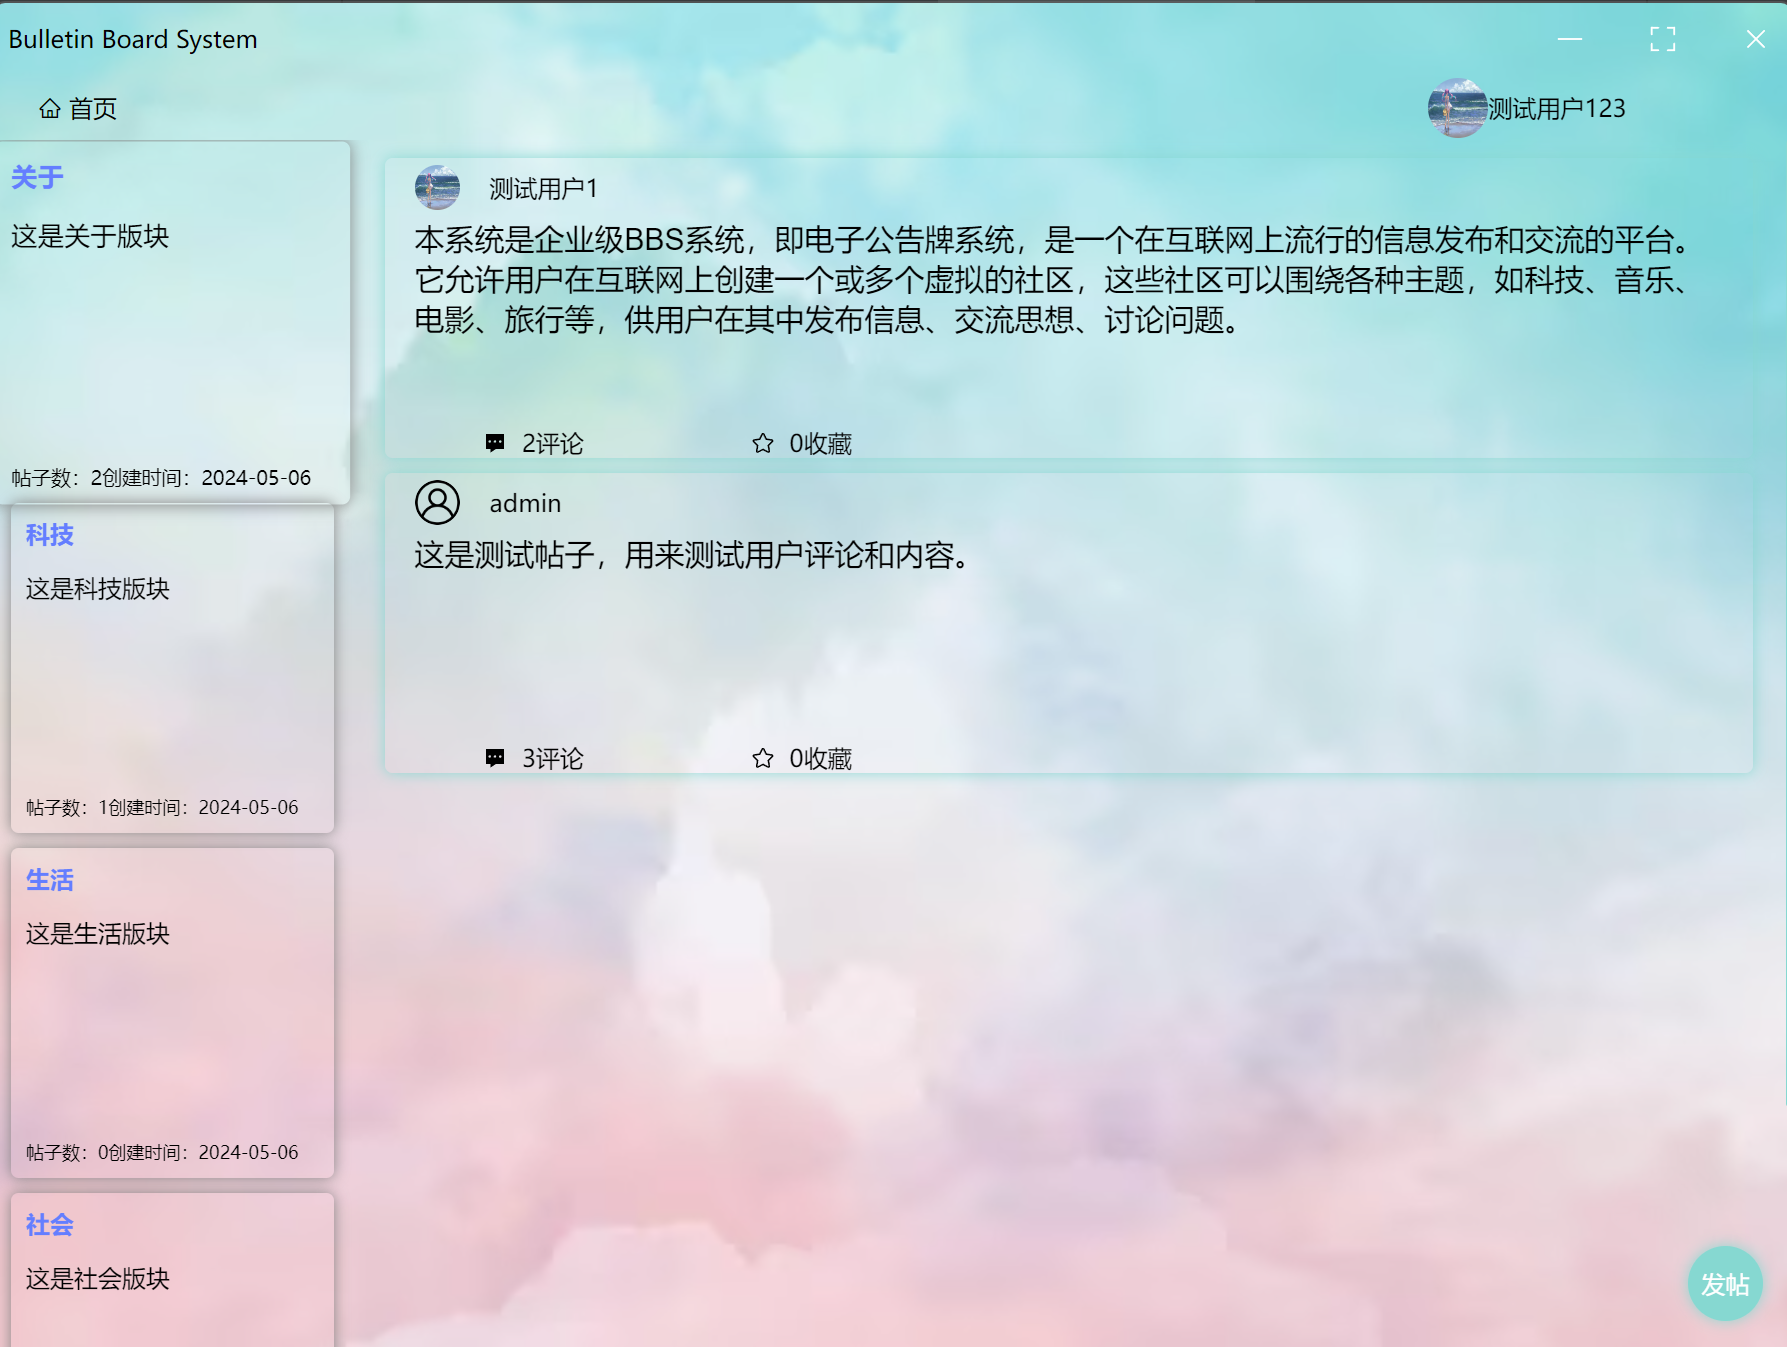 Bulletin Board System
首页
测试用户123
关于
这是关于版块
帖子数：2创建时间：2024-05-06
科技
这是科技版块
帖子数：1创建时间：2024-05-06
生活
这是生活版块
帖子数：0创建时间：2024-05-06
社会
这是社会版块
测试用户1
本系统是企业级BBS系统，即电子公告牌系统，是一个在互联网上流行的信息发布和交流的平台。
它允许用户在互联网上创建一个或多个虚拟的社区，这些社区可以围绕各种主题，如科技、音乐、
电影、旅行等，供用户在其中发布信息、交流思想、讨论问题。
2评论 0收藏
admin
这是测试帖子，用来测试用户评论和内容。
3评论 0收藏
发帖